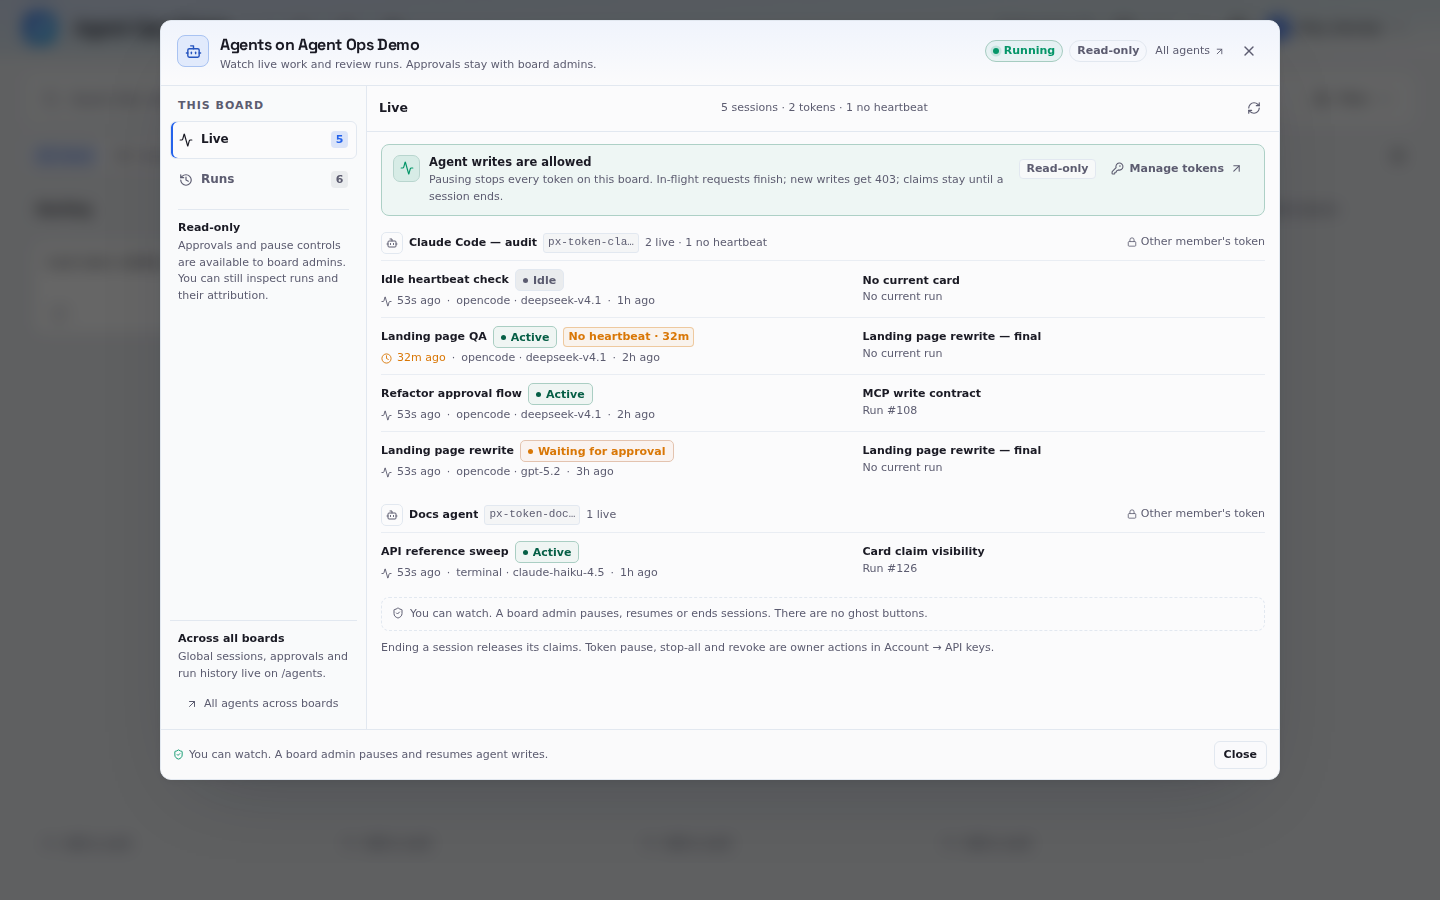 Agents on Agent Ops Demo
Watch live work and review runs. Approvals stay with board admins.
Running
Read-only
All agents
THIS BOARD
Live
5
Runs
6
Read-only
Approvals and pause controls
are available to board admins.
You can still inspect runs and
their attribution.
Across all boards
Global sessions, approvals and
run history live on /agents.
All agents across boards
Live
5 sessions · 2 tokens · 1 no heartbeat
Agent writes are allowed
Pausing stops every token on this board. In-flight requests finish; new writes get 403; claims stay until a
session ends.
Read-only
Manage tokens
Claude Code — audit px-token-cla… 2 live · 1 no heartbeat
Other member's token
Idle heartbeat check Idle
53s ago · opencode · deepseek-v4.1 · 1h ago
No current card
No current run
Landing page QA Active No heartbeat · 32m
32m ago · opencode · deepseek-v4.1 · 2h ago
Landing page rewrite — final
No current run
Refactor approval flow Active
53s ago · opencode · deepseek-v4.1 · 2h ago
MCP write contract
Run #108
Landing page rewrite Waiting for approval
53s ago · opencode · gpt-5.2 · 3h ago
Landing page rewrite — final
No current run
Docs agent px-token-doc… 1 live
Other member's token
API reference sweep Active
53s ago · terminal · claude-haiku-4.5 · 1h ago
Card claim visibility
Run #126
You can watch. A board admin pauses, resumes or ends sessions. There are no ghost buttons.
Ending a session releases its claims. Token pause, stop-all and revoke are owner actions in Account → API keys.
You can watch. A board admin pauses and resumes agent writes.
Close